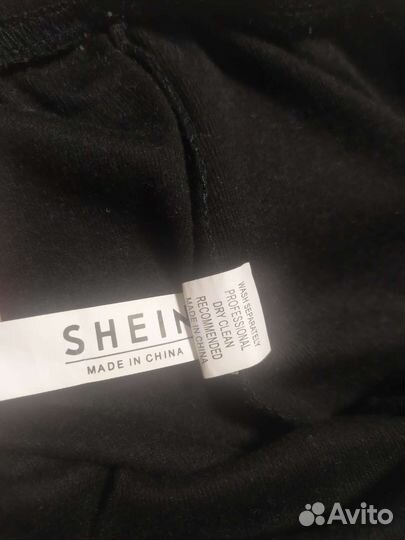 SHEIN
MADE IN CHINA
WASH SEPARATELY
PROFESSIONAL
DRY CLEAN
RECOMMENDED
MADE IN CHINA
Avito